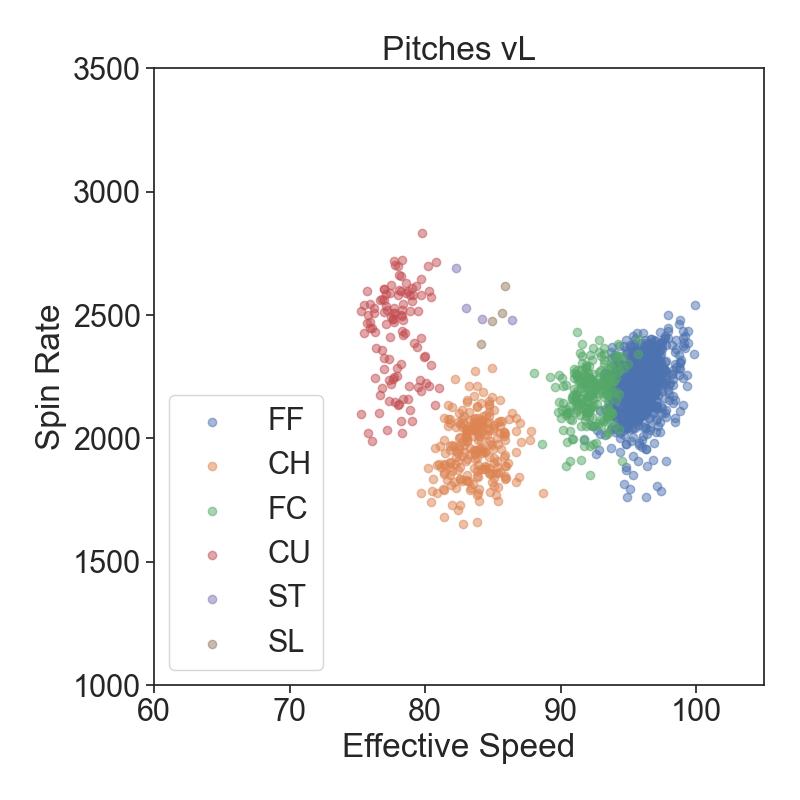 Pitches vL
3500
3000
2500
2000
1500
1000
Spin Rate
FF
CH
FC
CU
ST
SL
60 70 80 90 100
Effective Speed